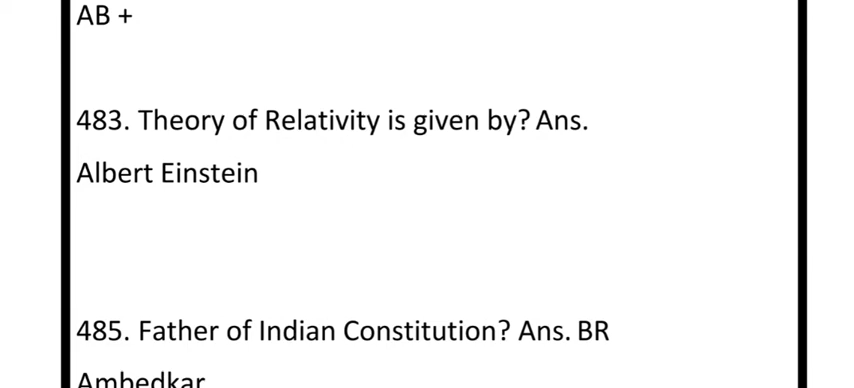 AB +
483. Theory of Relativity is given by? Ans.
Albert Einstein
485. Father of Indian Constitution? Ans. BR
Ambedkar